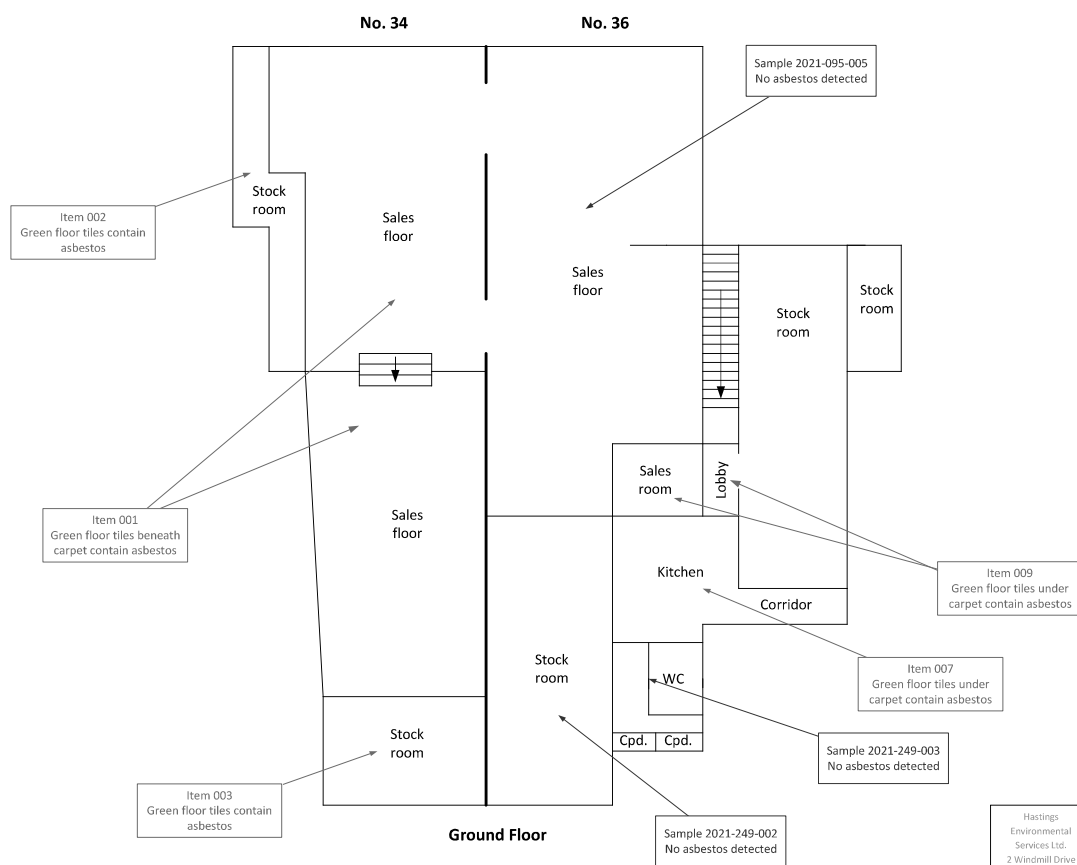 No. 34
No. 36
Sample 2021-095-005
No asbestos detected
Item 002
Green floor tiles contain
asbestos
Stock
room
Sales
floor
Sales
floor
Stock
room
Stock
room
Item 001
Green floor tiles beneath
carpet contain asbestos
Sales
floor
Sales
room
Lobby
Item 009
Green floor tiles under
carpet contain asbestos
Kitchen
Corridor
Item 007
Green floor tiles under
carpet contain asbestos
Stock
room
WC
Stock
room
Cpd.
Cpd.
Sample 2021-249-003
No asbestos detected
Item 003
Green floor tiles contain
asbestos
Ground Floor
Sample 2021-249-002
No asbestos detected
Hastings
Environmental
Services Ltd.
2 Windmill Drive